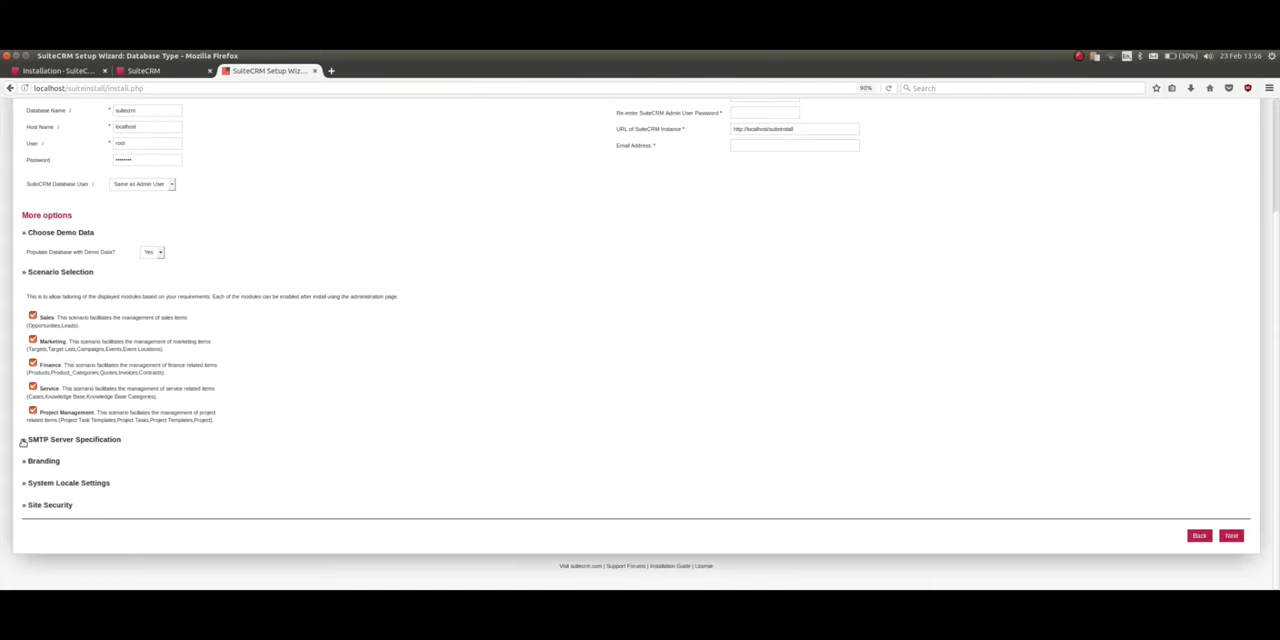 SuiteCRM Setup Wizard: Database Type - Mozilla Firefox
En
(30%)
23 Feb 13:56
Installation - SuiteC...
SuiteCRM
SuiteCRM Setup Wiz...
localhost/suiteinstall/install.php
90%
Search
Database Name i * suitecrm
Host Name i * localhost
User i * root
Password ••••••••
SuiteCRM Database User i Same as Admin User
Re-enter SuiteCRM Admin User Password *
URL of SuiteCRM Instance * http://localhost/suiteinstall
Email Address: *
More options
» Choose Demo Data
Populate Database with Demo Data? Yes
» Scenario Selection
This is to allow tailoring of the displayed modules based on your requirements. Each of the modules can be enabled after install using the administration page.
Sales. This scenario facilitates the management of sales items
(Opportunities,Leads).
Marketing. This scenario facilitates the management of marketing items
(Targets,Target Lists,Campaigns,Events,Event Locations).
Finance. This scenario facilitates the management of finance related items
(Products,Product_Categories,Quotes,Invoices,Contracts).
Service. This scenario facilitates the management of service related items
(Cases,Knowledge Base,Knowledge Base Categories).
Project Management. This scenario faciliates the management of project
related items (Project Task Templates,Project Tasks,Project Templates,Project).
SMTP Server Specification
» Branding
» System Locale Settings
» Site Security
Back Next
Visit suitecrm.com | Support Forums | Installation Guide | License